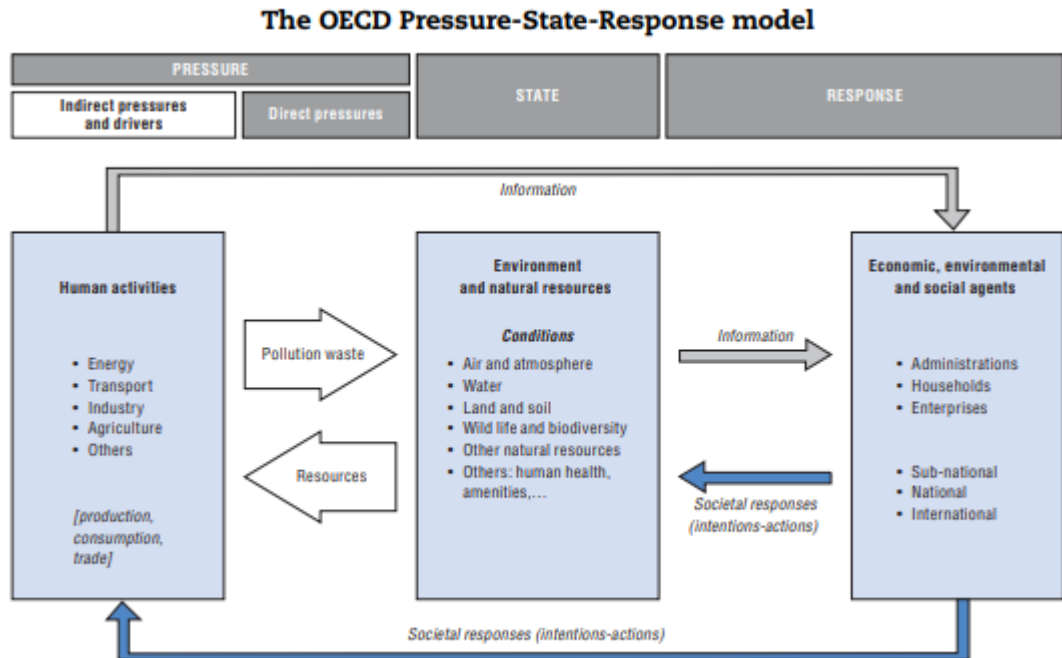 The OECD Pressure-State-Response model
PRESSURE
STATE
RESPONSE
Indirect pressures
and drivers
Direct pressures
Information
Human activities
• Energy
• Transport
• Industry
• Agriculture
• Others
[production,
consumption,
trade]
Pollution waste
Resources
Environment
and natural resources
Conditions
• Air and atmosphere
• Water
• Land and soil
• Wild life and biodiversity
• Other natural resources
• Others: human health,
amenities,…
Information
Societal responses
(intentions-actions)
Economic, environmental
and social agents
• Administrations
• Households
• Enterprises
• Sub-national
• National
• International
Societal responses (intentions-actions)